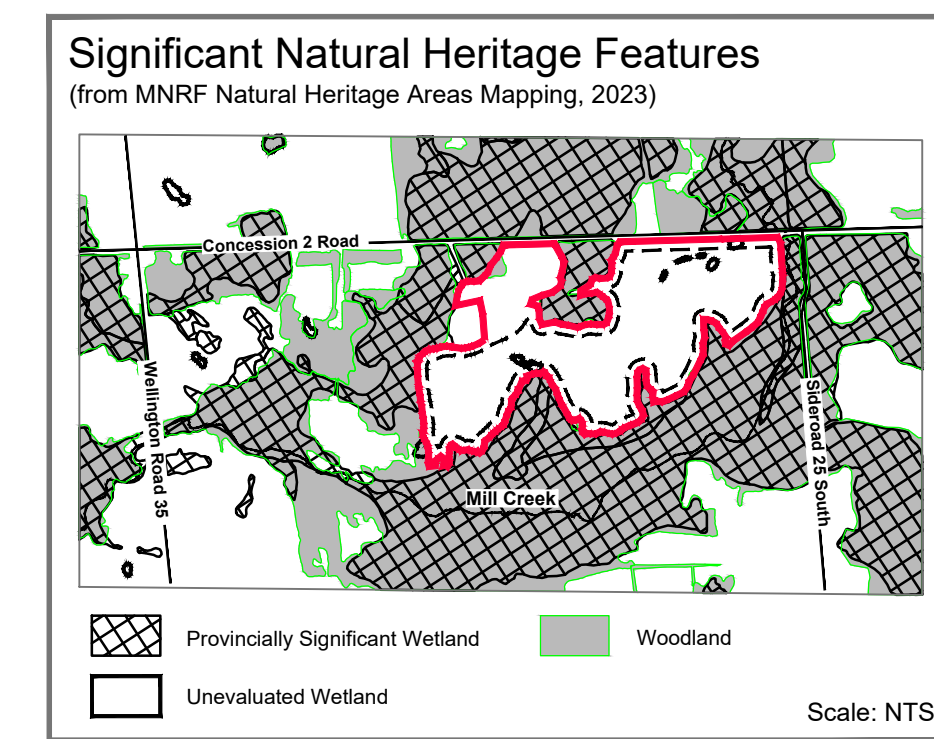 Significant Natural Heritage Features
(from MNRF Natural Heritage Areas Mapping, 2023)
Concession 2 Road
Wellington Road 35
Sideroad 25 South
Mill Creek
Provincially Significant Wetland
Woodland
Unevaluated Wetland
Scale: NTS